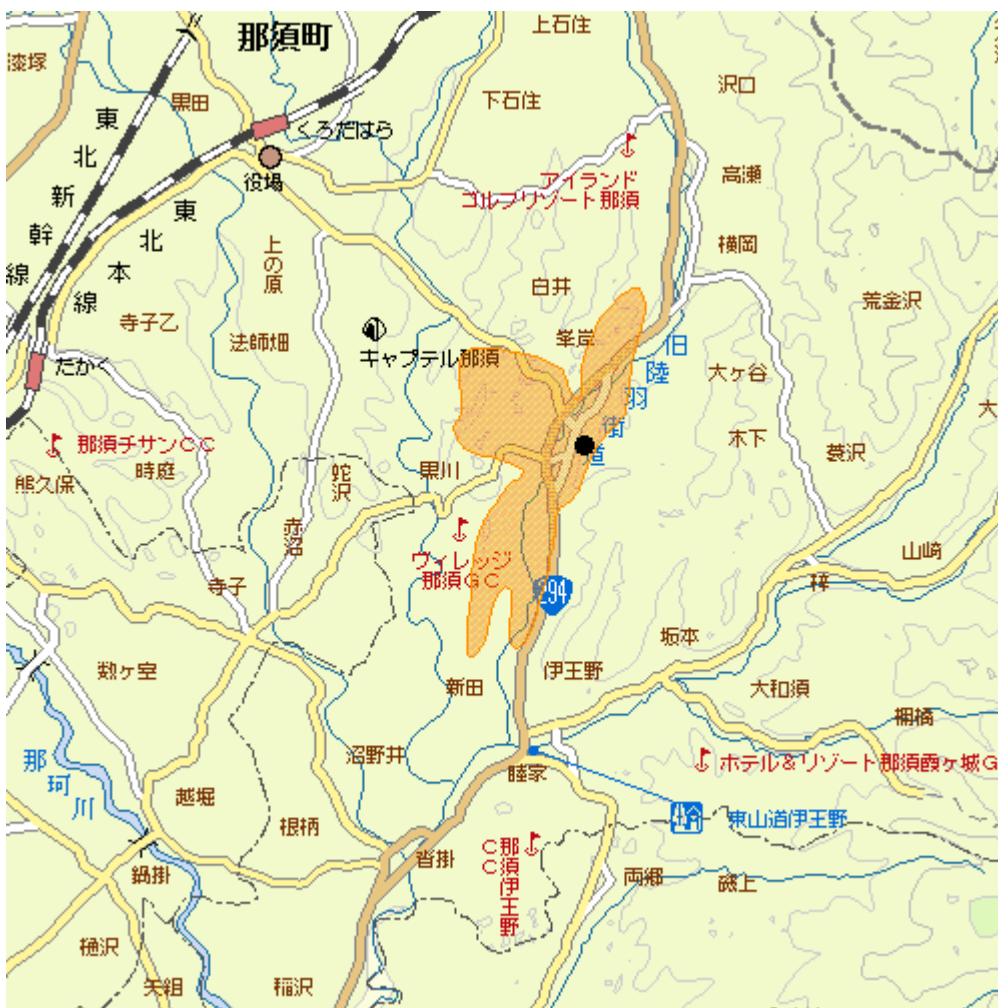 上石住
那須町
漆塚
沢口
黒田
下石住
くろだはら
東北新幹線
役場
アイランド
ゴルフリゾート那須
高瀬
東北本線
上の原
横岡
白井
荒金沢
寺子乙
法師畑
峯岸
キャプテル那須
旧陸羽街道
たかく
大ヶ谷
那須チサンCC
木下
蓑沢
大
時庭
熊久保
蛇沢
黒川
赤沼
ヴィレッジ
那須GC
山崎
寺子
294
坂本
数ヶ室
伊王野
新田
大和須
棚橋
那珂川
沼野井
睦家
ホテル&リゾート那須霞ヶ城G
越堀
根柄
東山道伊王野
那須伊王野
CC
沓掛
鍋掛
両郷
樋沢
矢組
稲沢